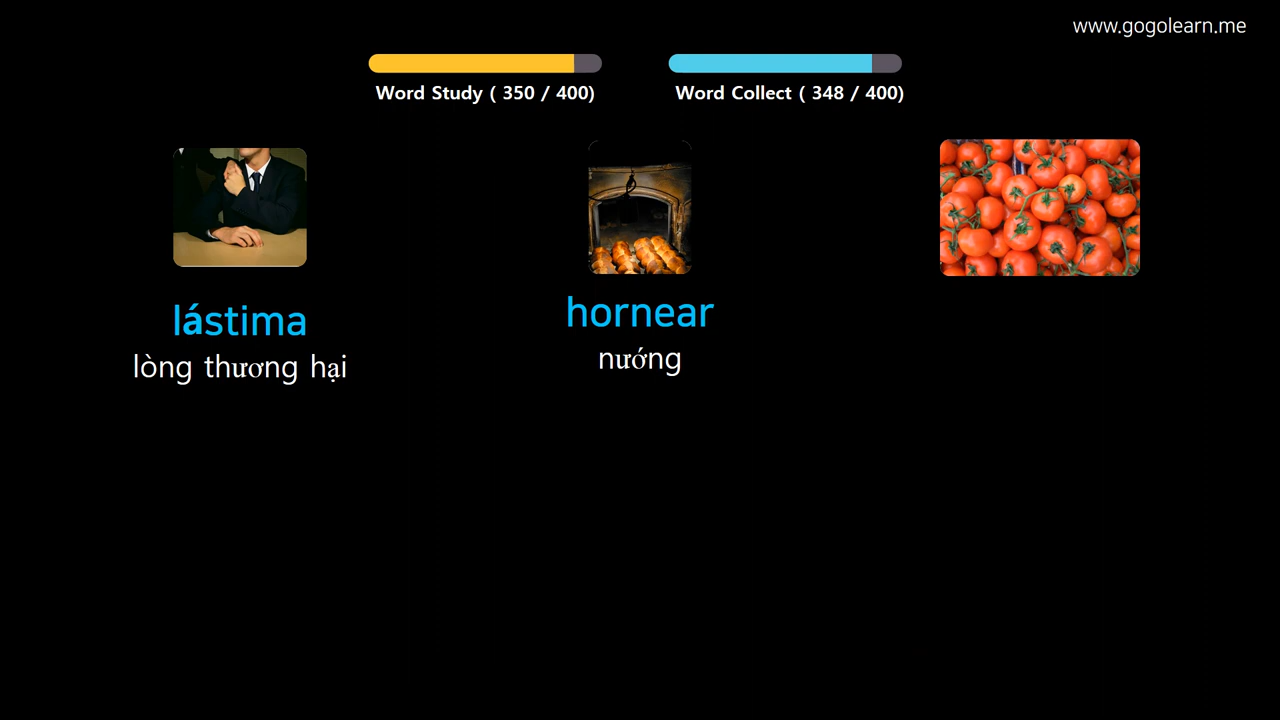 www.gogolearn.me
Word Study ( 350 / 400)
Word Collect ( 348 / 400)
lástima
hornear
lòng thương hại
nướng